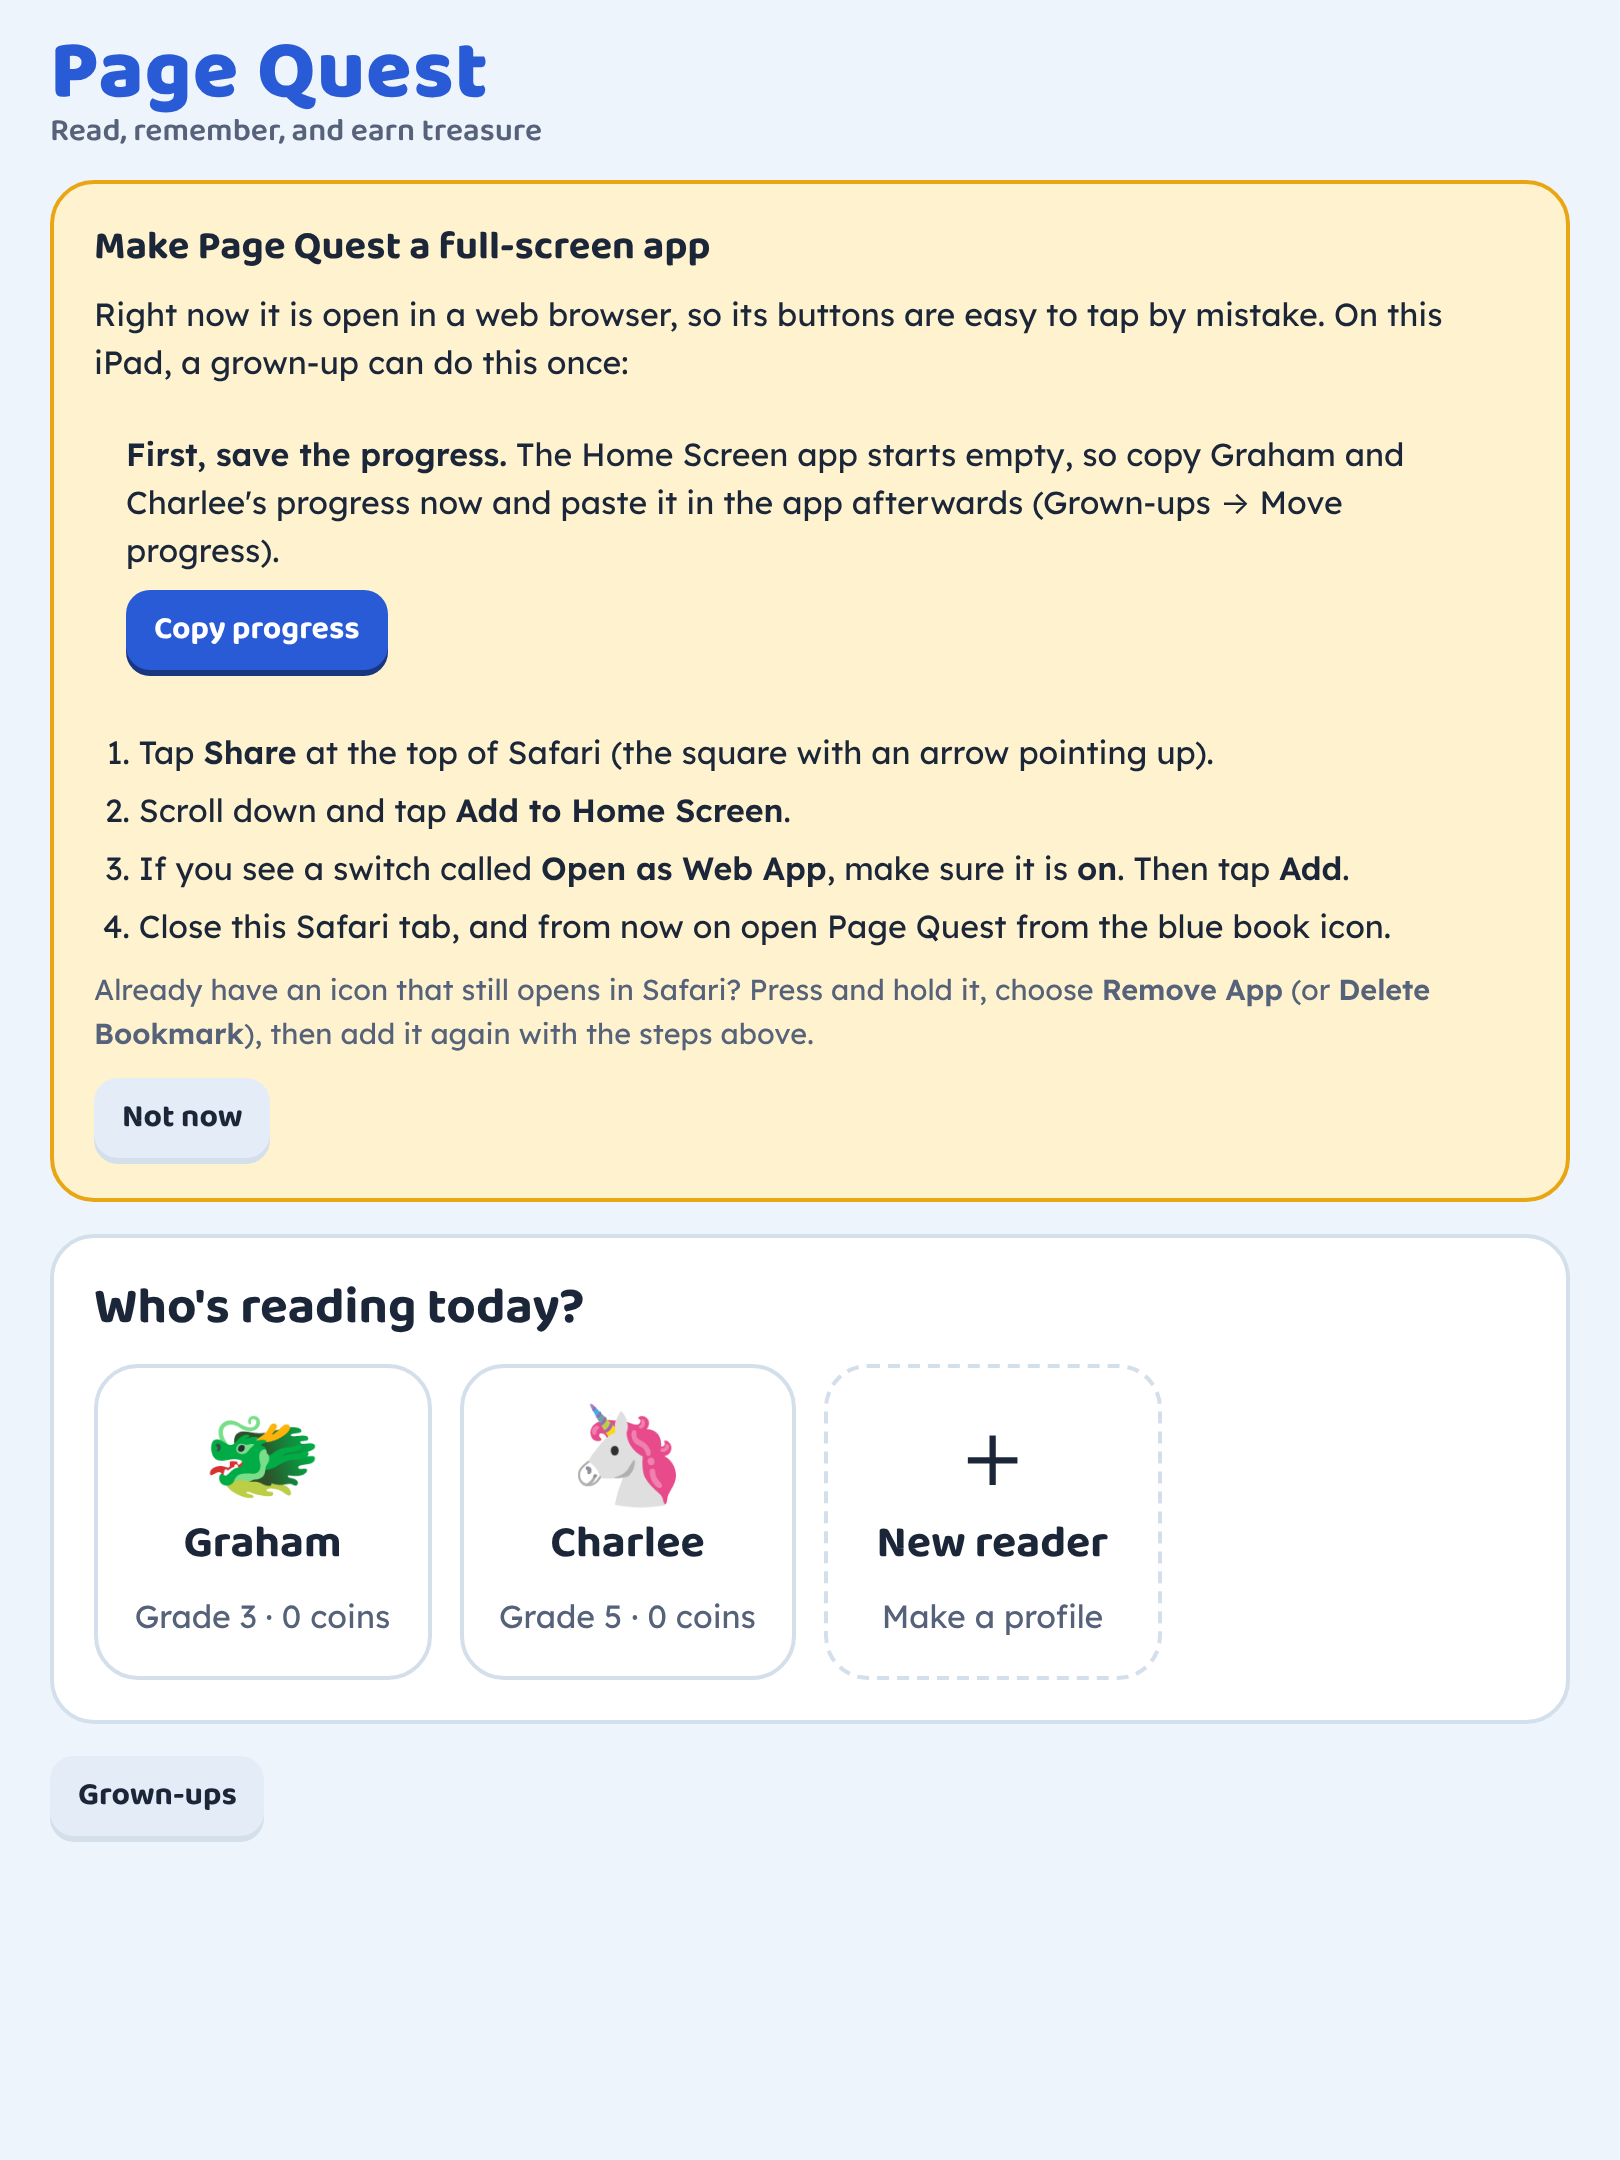 Page Quest
Read, remember, and earn treasure
Make Page Quest a full-screen app
Right now it is open in a web browser, so its buttons are easy to tap by mistake. On this
iPad, a grown-up can do this once:
First, save the progress. The Home Screen app starts empty, so copy Graham and
Charlee's progress now and paste it in the app afterwards (Grown-ups → Move
progress).
Copy progress
1. Tap Share at the top of Safari (the square with an arrow pointing up).
2. Scroll down and tap Add to Home Screen.
3. If you see a switch called Open as Web App, make sure it is on. Then tap Add.
4. Close this Safari tab, and from now on open Page Quest from the blue book icon.
Already have an icon that still opens in Safari? Press and hold it, choose Remove App (or Delete
Bookmark), then add it again with the steps above.
Not now
Who's reading today?
Graham
Grade 3 · 0 coins
Charlee
Grade 5 · 0 coins
New reader
Make a profile
Grown-ups